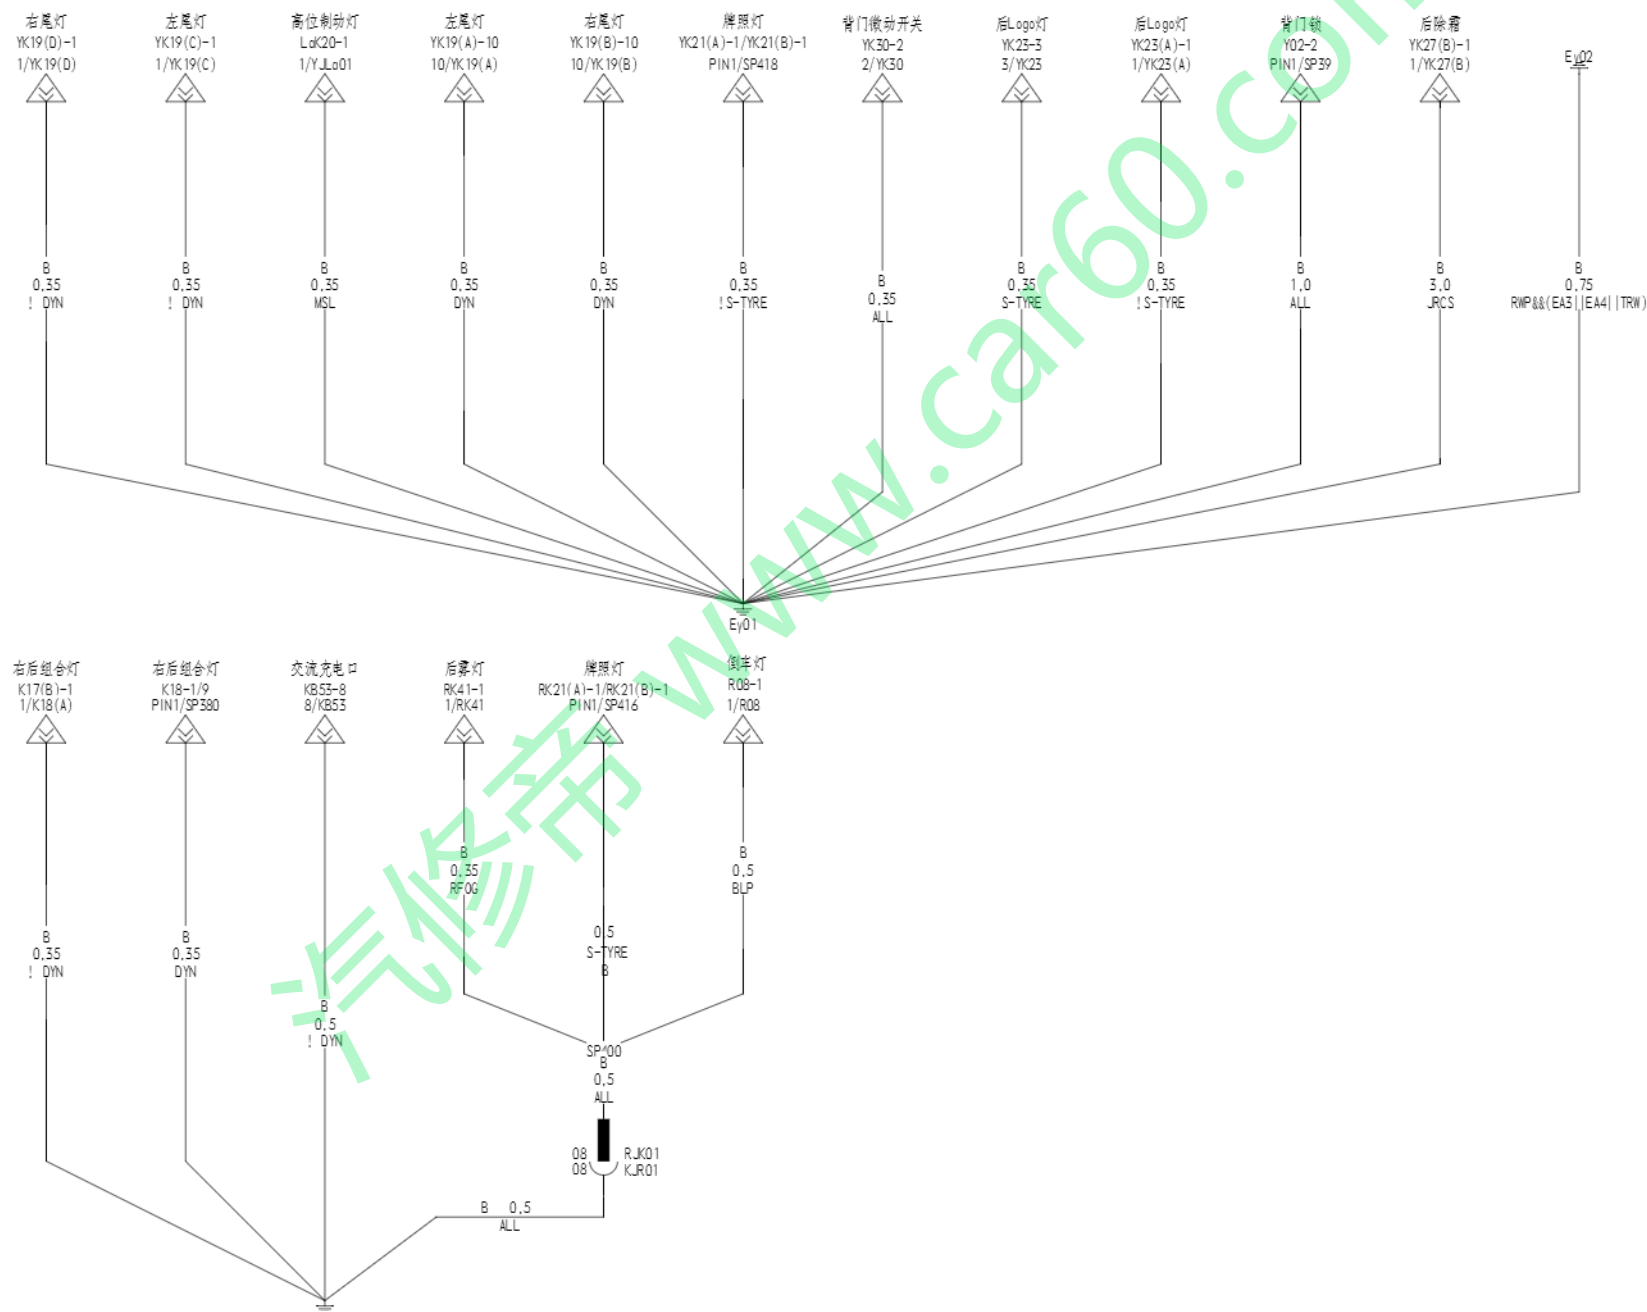 右尾灯
YK19(D)-1
1/YK19(D)
左尾灯
YK19(C)-1
1/YK19(C)
高位制动灯
LdK20-1
1/YJLd01
左尾灯
YK19(A)-10
10/YK19(A)
右尾灯
YK19(B)-10
10/YK19(B)
牌照灯
YK21(A)-1/YK21(B)-1
PIN1/SP418
背门微动开关
YK30-2
2/YK30
后Logo灯
YK23-3
3/YK23
后Logo灯
YK23(A)-1
1/YK23(A)
背门锁
Y02-2
PIN1/SP39
后除霜
YK27(B)-1
1/YK27(B)
Ey02
B
0.35
! DYN
B
0.35
! DYN
B
0.35
MSL
B
0.35
DYN
B
0.35
DYN
B
0.35
!S-TYRE
B
0.35
ALL
B
0.35
S-TYRE
B
0.35
!S-TYRE
B
1.0
ALL
B
3.0
JRCS
B
0.75
RWP&&(EA3||EA4||TRW)
Ey01
右后组合灯
K17(B)-1
1/K18(A)
右后组合灯
K18-1/9
PIN1/SP380
交流充电口
KB53-8
8/KB53
后雾灯
RK41-1
1/RK41
牌照灯
RK21(A)-1/RK21(B)-1
PIN1/SP416
倒车灯
R08-1
1/R08
B
0.35
! DYN
B
0.35
DYN
B
0.5
! DYN
B
0.35
RFOG
0.5
S-TYRE
B
B
0.5
BLP
SP400
B
0.5
ALL
08 RJK01
08 KJR01
B 0.5
ALL
汽修帝 www.car60.com